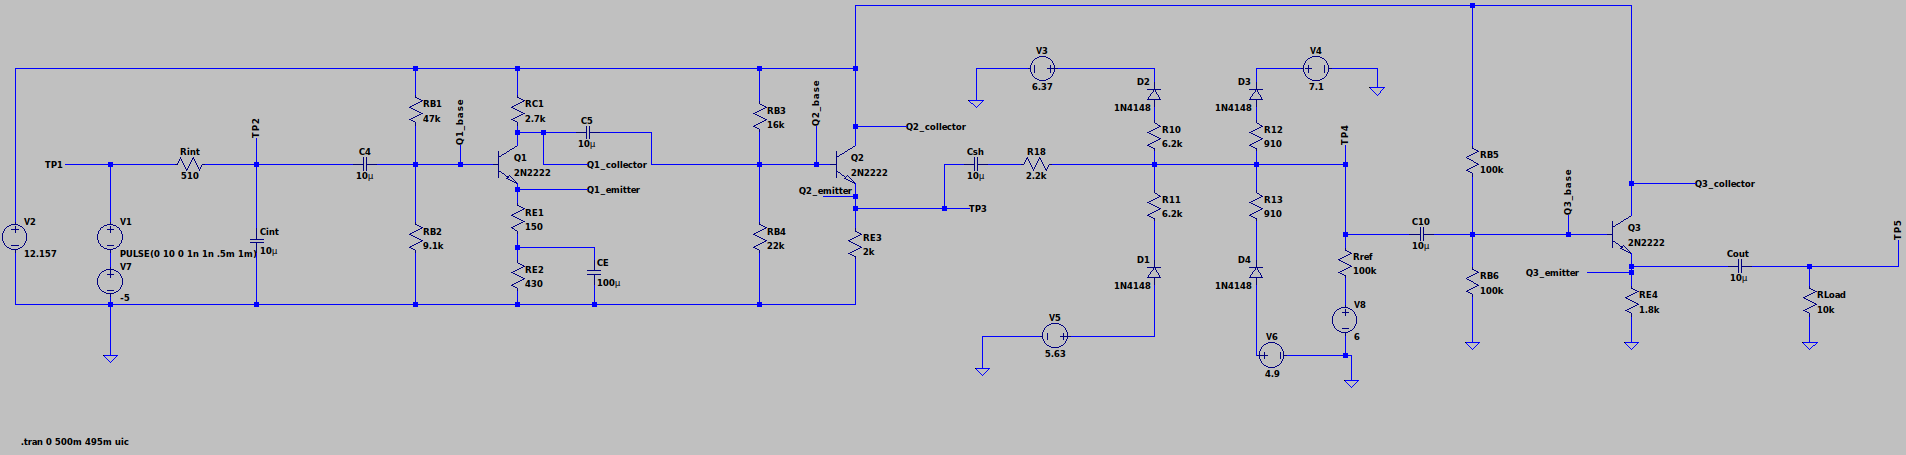 V3
V4
6.37
7.1
D2
1N4148
D3
1N4148
RB1
47k
Q1_base
RC1
2.7k
C5
10µ
RB3
16k
Q2_base
Q2_collector
TP2
TP4
R10
6.2k
R12
910
TP1
Rint
510
C4
10µ
Q1
2N2222
Q1_collector
Q1_emitter
Q2
2N2222
Q2_emitter
Csh
10µ
R18
2.2k
TP3
RB5
100k
Q3_base
Q3_collector
V2
12.157
V1
PULSE(0 10 0 1n 1n .5m 1m)
V7
-5
Cint
10µ
RB2
9.1k
RE1
150
RE2
430
CE
100µ
RB4
22k
RE3
2k
R11
6.2k
R13
910
D1
1N4148
D4
1N4148
V5
5.63
V6
4.9
Rref
100k
V8
6
C10
10µ
RB6
100k
Q3
2N2222
Q3_emitter
RE4
1.8k
Cout
10µ
TP5
RLoad
10k
.tran 0 500m 495m uic